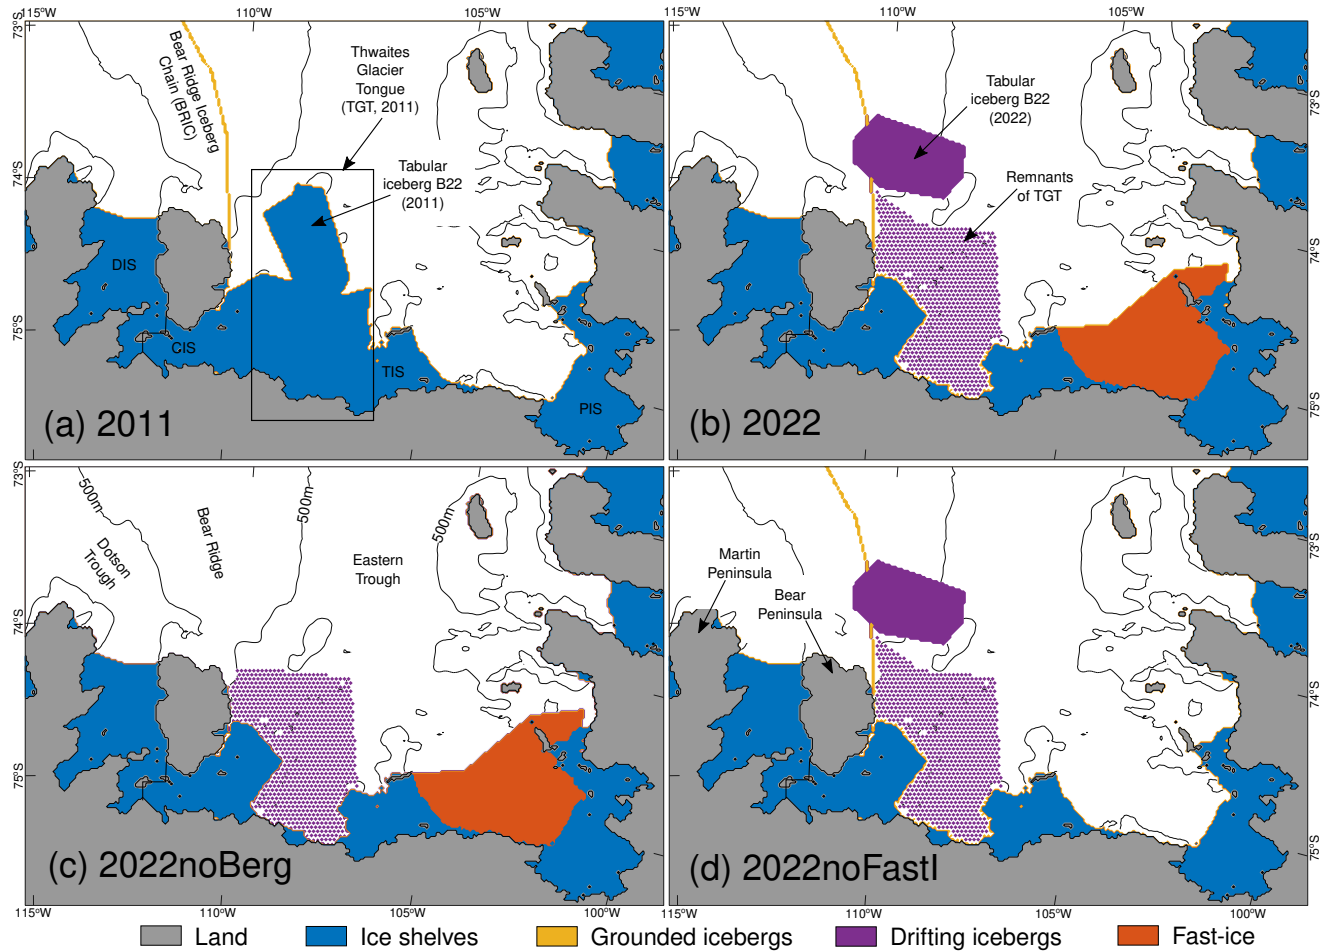 115°W
110°W
105°W
110°W
105°W
73°S
74°S
75°S
Bear Ridge Iceberg
Chain (BRIC)
Thwaites
Glacier
Tongue
(TGT, 2011)
Tabular
iceberg B22
(2011)
DIS
CIS
TIS
PIS
(a) 2011
115°W
Tabular
iceberg B22
(2022)
Remnants
of TGT
(b) 2022
73°S
74°S
75°S
73°S
74°S
75°S
500m
Dotson
Trough
Bear Ridge
500m
Eastern
Trough
500m
(c) 2022noBerg
Martin
Peninsula
Bear
Peninsula
(d) 2022noFastI
73°S
74°S
75°S
115°W
110°W
105°W
100°W
115°W
110°W
105°W
100°W
Land
Ice shelves
Grounded icebergs
Drifting icebergs
Fast-ice